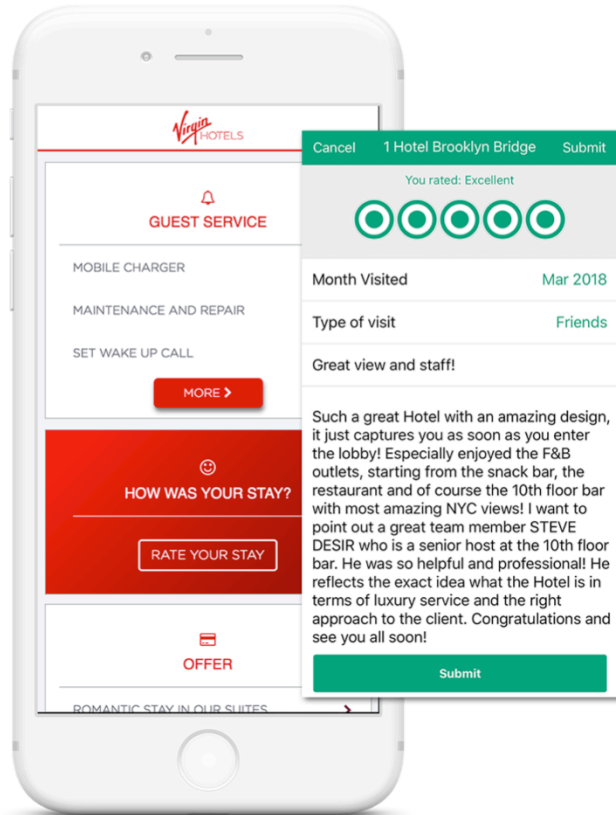 Virgin HOTELS
GUEST SERVICE
MOBILE CHARGER
MAINTENANCE AND REPAIR
SET WAKE UP CALL
MORE >
HOW WAS YOUR STAY?
RATE YOUR STAY
OFFER
ROMANTIC STAY IN OUR SUITES
Cancel 1 Hotel Brooklyn Bridge Submit
You rated: Excellent
Month Visited Mar 2018
Type of visit Friends
Great view and staff!
Such a great Hotel with an amazing design,
it just captures you as soon as you enter
the lobby! Especially enjoyed the F&B
outlets, starting from the snack bar, the
restaurant and of course the 10th floor bar
with most amazing NYC views! I want to
point out a great team member STEVE
DESIR who is a senior host at the 10th floor
bar. He was so helpful and professional! He
reflects the exact idea what the Hotel is in
terms of luxury service and the right
approach to the client. Congratulations and
see you all soon!
Submit